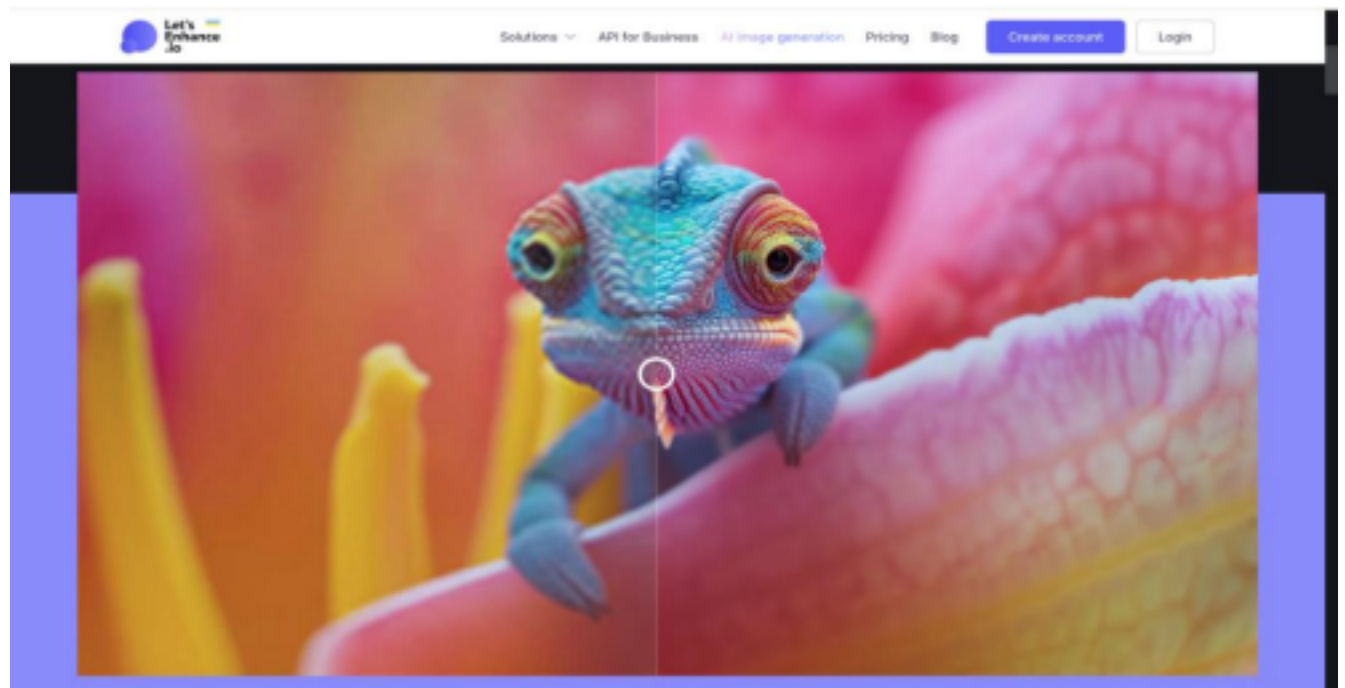 Let's
Enhance
.io
Solutions API for Business AI image generation Pricing Blog Create account Login